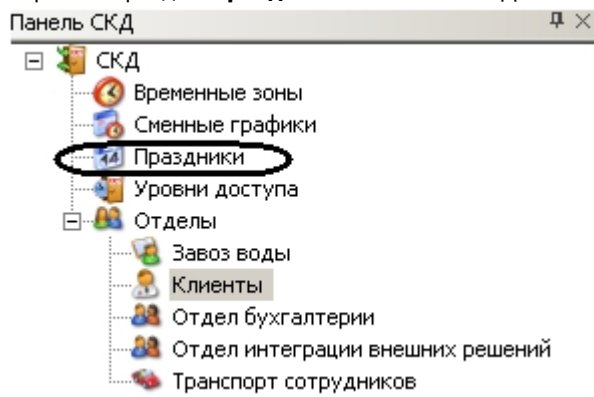 Панель СКД
СКД
Временные зоны
Сменные графики
Праздники
Уровни доступа
Отделы
Завоз воды
Клиенты
Отдел бухгалтерии
Отдел интеграции внешних решений
Транспорт сотрудников